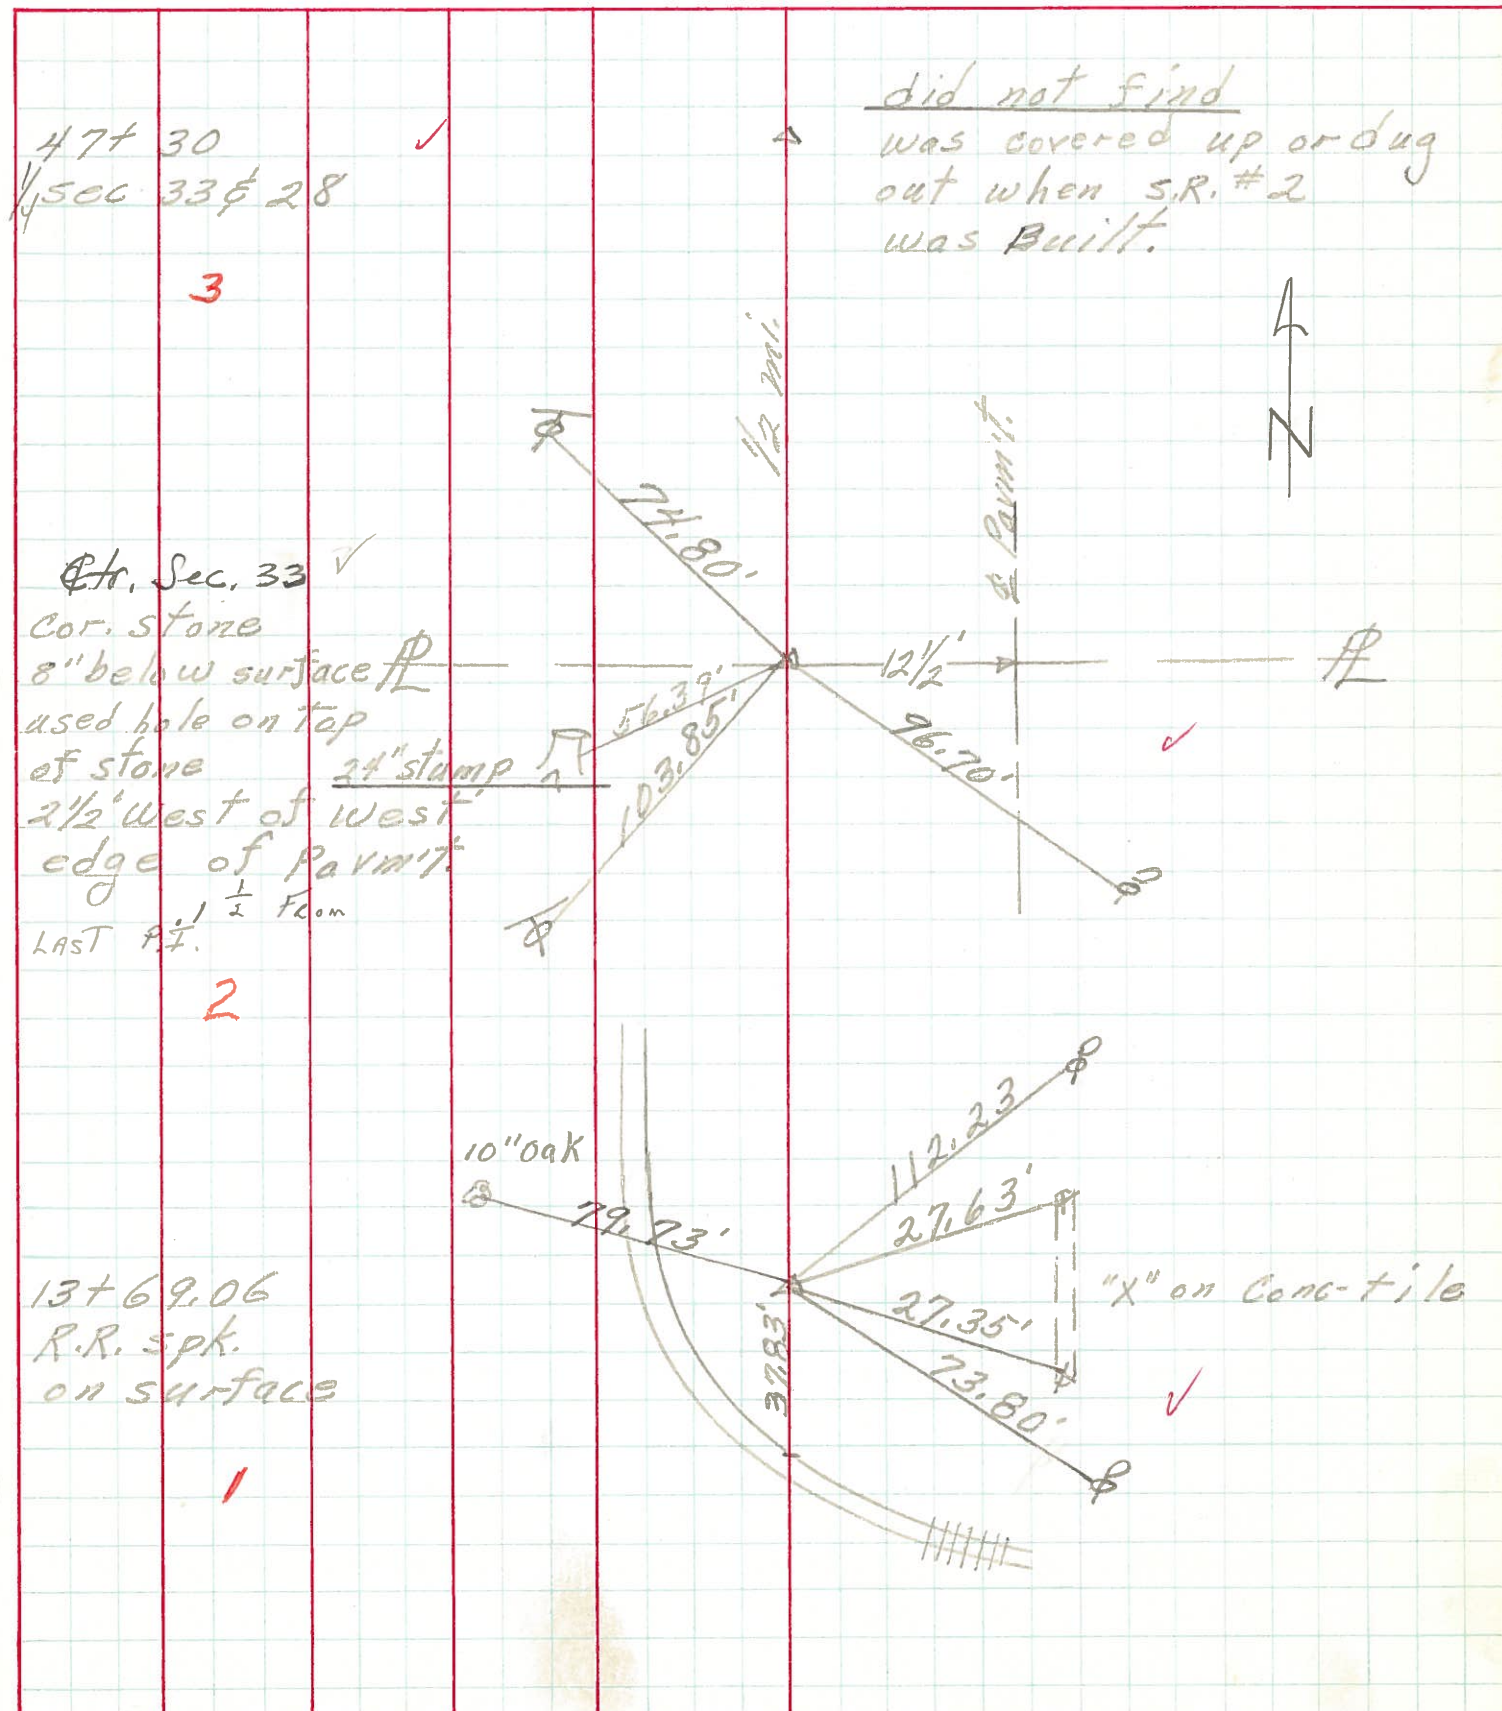 did not find
47+30
was covered up or dug
1/4 sec 33 & 28
out when S.R. #2
was Built.
3
1/2 mi.
N
℄ Pavm't.
74.80'
Ctr. Sec. 33
Cor. stone
8" below surface
PL
12 1/2'
PL
used hole on top
56.39'
of stone
24" stump
103.85'
96.70'
2 1/2' West of West
edge of Pavm't.
.1 1/2 From
LAST P.I.
2
112.23
10" Oak
27.63'
79.73'
13+69.06
"X" on Conc-tile
R.R. spk.
27.35'
on surface
37.83'
73.80'
1